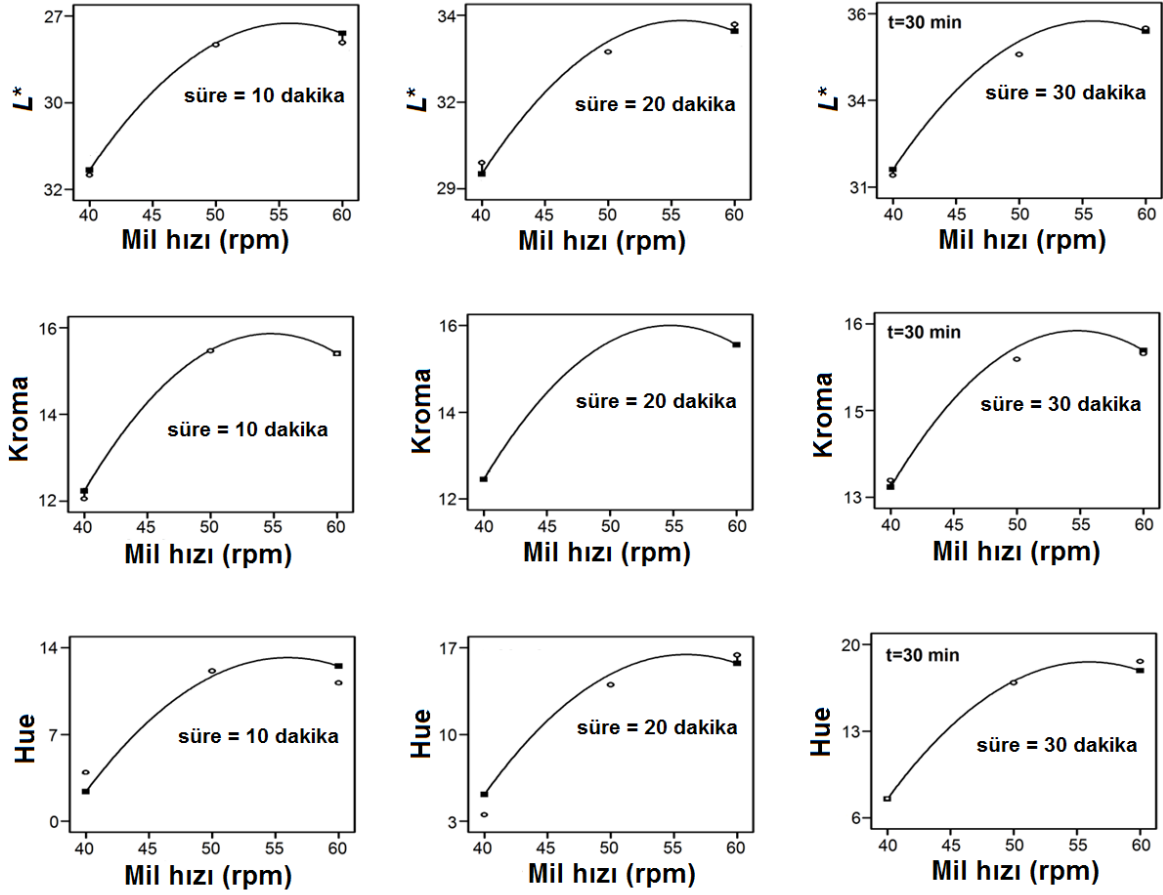 27
30
32
L*
süre = 10 dakika
40 45 50 55 60
Mil hızı (rpm)
34
32
29
L*
süre = 20 dakika
40 45 50 55 60
Mil hızı (rpm)
36
34
31
L*
t=30 min
süre = 30 dakika
40 45 50 55 60
Mil hızı (rpm)
16
14
12
Kroma
süre = 10 dakika
40 45 50 55 60
Mil hızı (rpm)
16
14
12
Kroma
süre = 20 dakika
40 45 50 55 60
Mil hızı (rpm)
16
15
13
Kroma
t=30 min
süre = 30 dakika
40 45 50 55 60
Mil hızı (rpm)
14
7
0
Hue
süre = 10 dakika
40 45 50 55 60
Mil hızı (rpm)
17
10
3
Hue
süre = 20 dakika
40 45 50 55 60
Mil hızı (rpm)
20
13
6
Hue
t=30 min
süre = 30 dakika
40 45 50 55 60
Mil hızı (rpm)